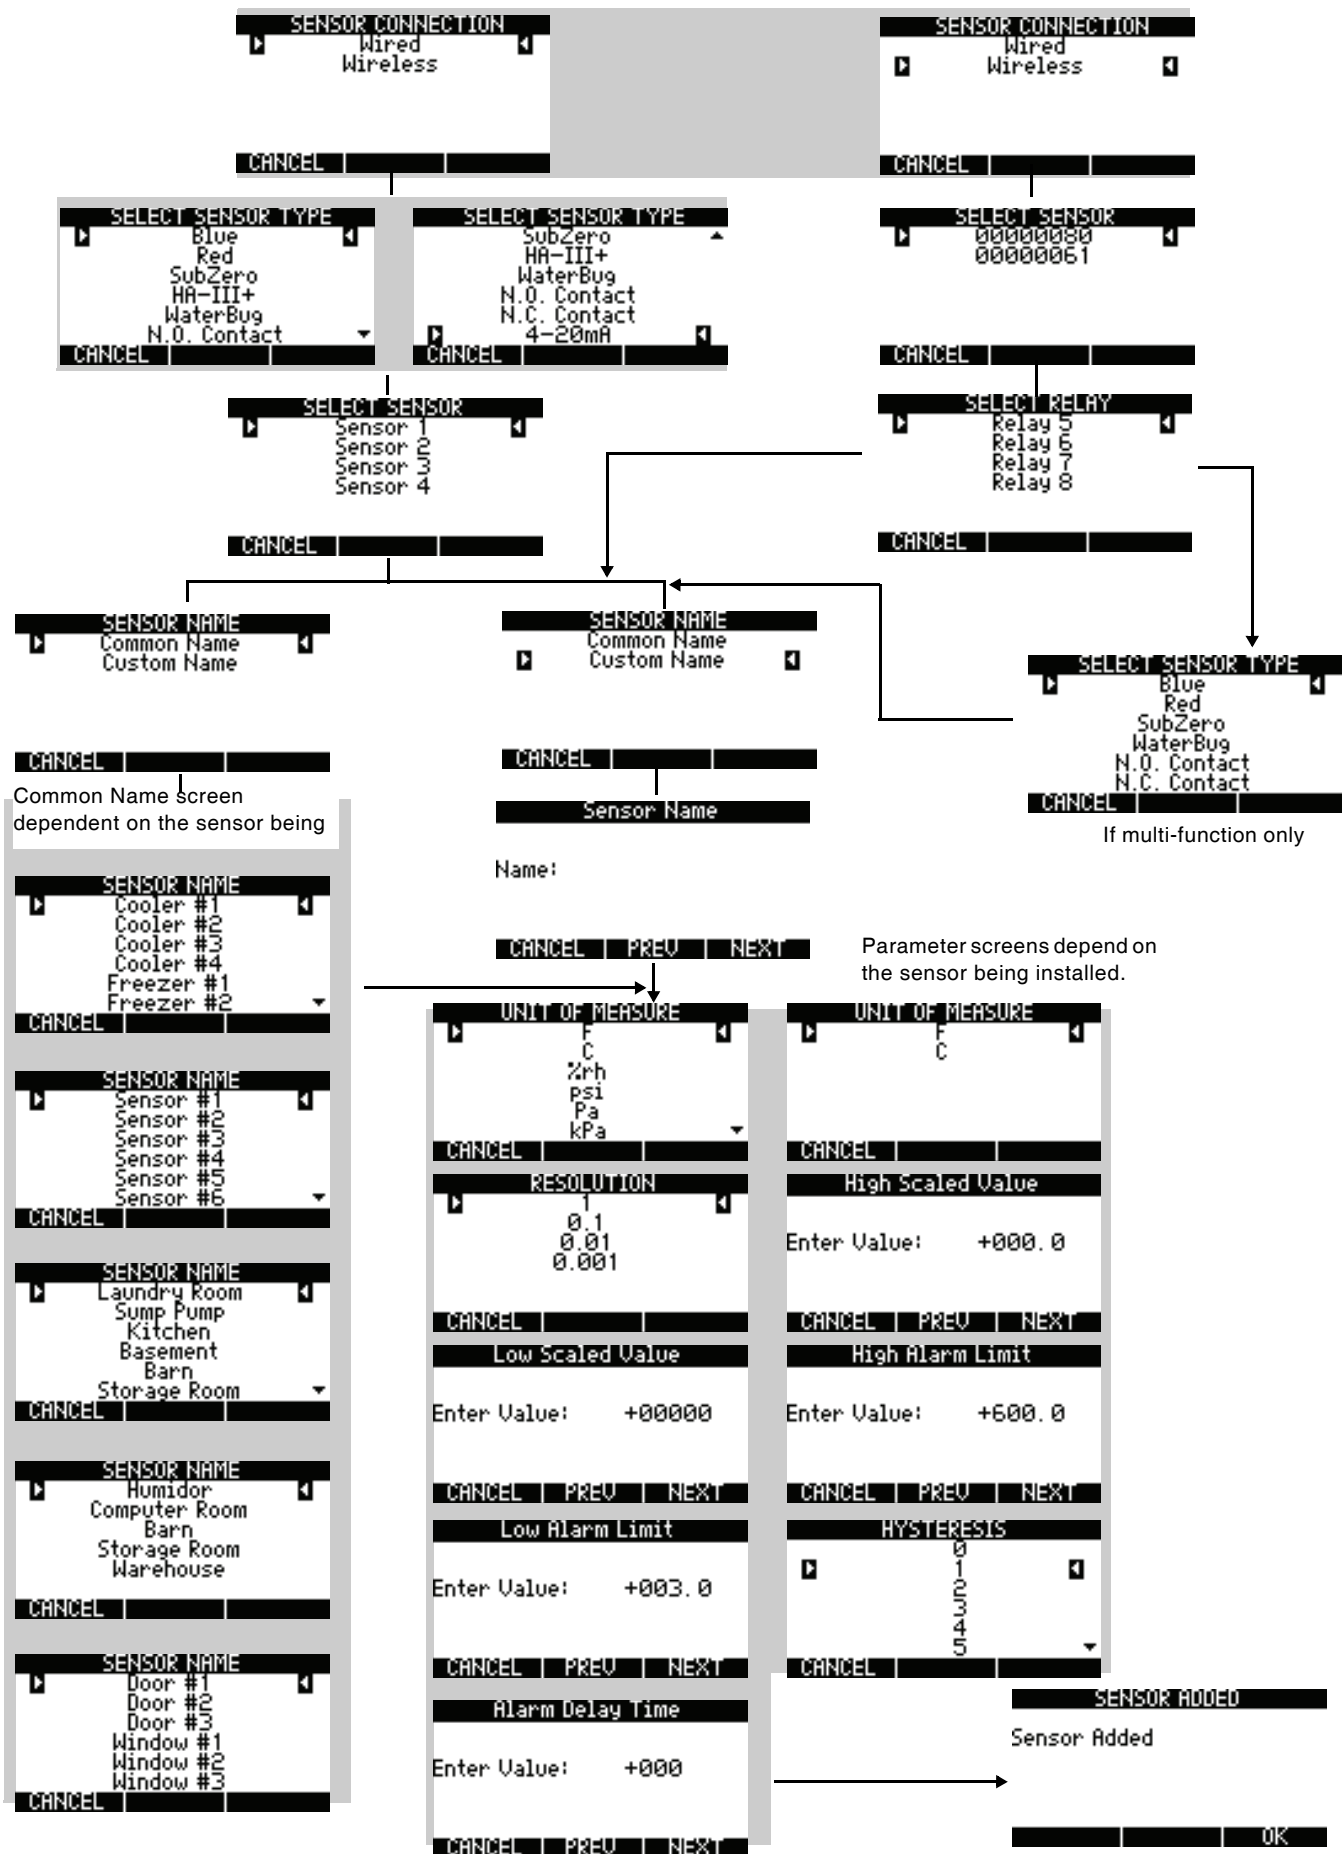 SENSOR CONNECTION
Wired
Wireless
CANCEL
SENSOR CONNECTION
Wired
Wireless
CANCEL
SELECT SENSOR TYPE
Blue
Red
SubZero
HA-III+
WaterBug
N.O. Contact
CANCEL
SELECT SENSOR TYPE
SubZero
HA-III+
WaterBug
N.O. Contact
N.C. Contact
4-20mA
CANCEL
SELECT SENSOR
00000080
00000061
CANCEL
SELECT SENSOR
Sensor 1
Sensor 2
Sensor 3
Sensor 4
CANCEL
SELECT RELAY
Relay 5
Relay 6
Relay 7
Relay 8
CANCEL
SENSOR NAME
Common Name
Custom Name
CANCEL
SENSOR NAME
Common Name
Custom Name
CANCEL
SELECT SENSOR TYPE
Blue
Red
SubZero
WaterBug
N.O. Contact
N.C. Contact
CANCEL
If multi-function only
Common Name screen
dependent on the sensor being
Sensor Name
Name:
CANCEL PREV NEXT
SENSOR NAME
Cooler #1
Cooler #2
Cooler #3
Cooler #4
Freezer #1
Freezer #2
CANCEL
SENSOR NAME
Sensor #1
Sensor #2
Sensor #3
Sensor #4
Sensor #5
Sensor #6
CANCEL
SENSOR NAME
Laundry Room
Sump Pump
Kitchen
Basement
Barn
Storage Room
CANCEL
SENSOR NAME
Humidor
Computer Room
Barn
Storage Room
Warehouse
CANCEL
SENSOR NAME
Door #1
Door #2
Door #3
Window #1
Window #2
Window #3
CANCEL
Parameter screens depend on
the sensor being installed.
UNIT OF MEASURE
F
C
%rh
psi
Pa
kPa
CANCEL
UNIT OF MEASURE
F
C
CANCEL
RESOLUTION
1
0.1
0.01
0.001
CANCEL
High Scaled Value
Enter Value: +000.0
CANCEL PREV NEXT
Low Scaled Value
Enter Value: +00000
CANCEL PREV NEXT
High Alarm Limit
Enter Value: +600.0
CANCEL PREV NEXT
Low Alarm Limit
Enter Value: +003.0
CANCEL PREV NEXT
HYSTERESIS
0
1
2
3
4
5
CANCEL
Alarm Delay Time
Enter Value: +000
CANCEL PREV NEXT
SENSOR ADDED
Sensor Added
OK